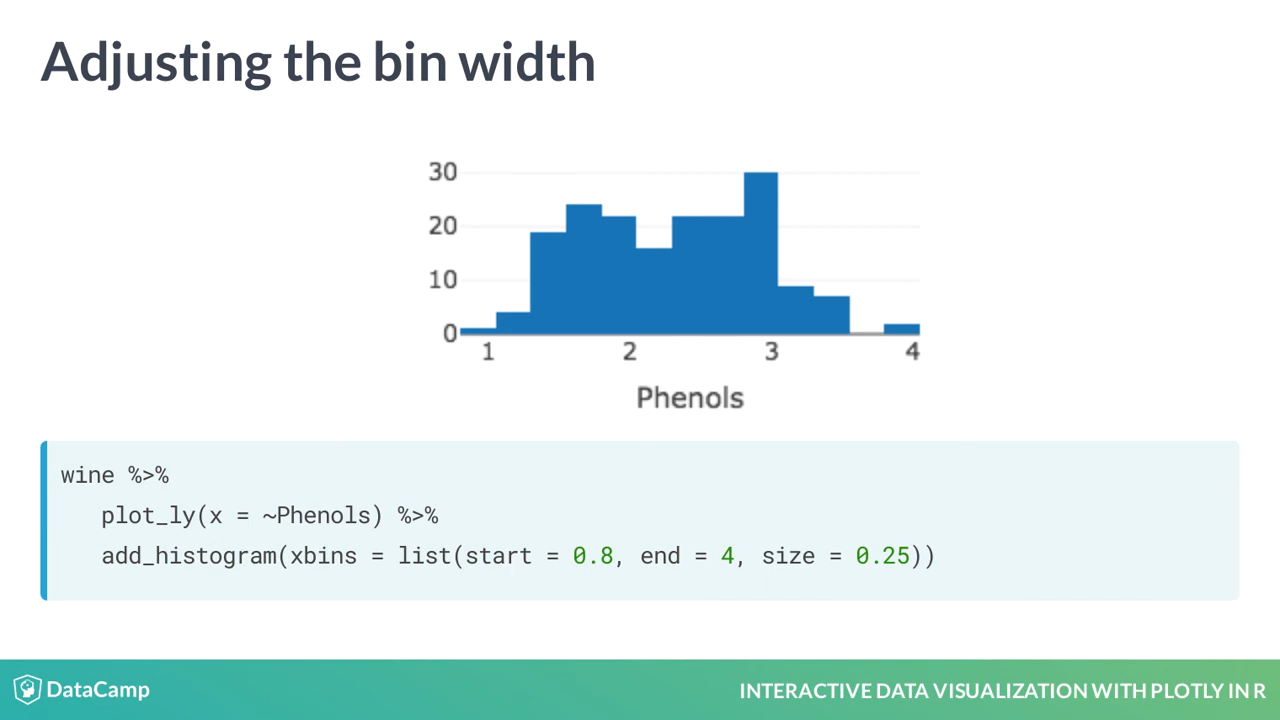 Adjusting the bin width
30
20
10
0
1 2 3 4
Phenols
wine %>%
plot_ly(x = ~Phenols) %>%
add_histogram(xbins = list(start = 0.8, end = 4, size = 0.25))
DataCamp
INTERACTIVE DATA VISUALIZATION WITH PLOTLY IN R